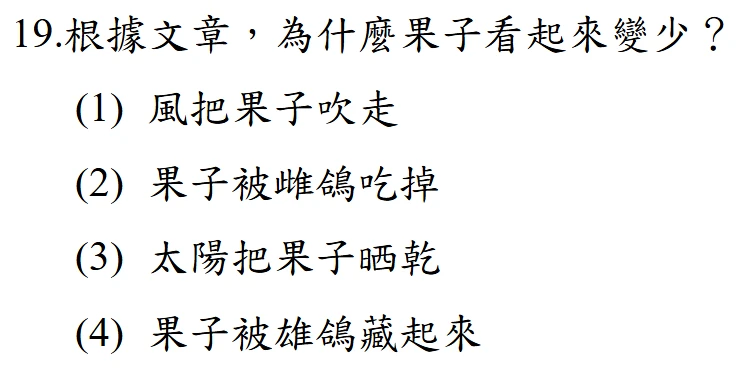 19.根據文章，為什麼果子看起來變少？
(1) 風把果子吹走
(2) 果子被雌鴿吃掉
(3) 太陽把果子晒乾
(4) 果子被雄鴿藏起來